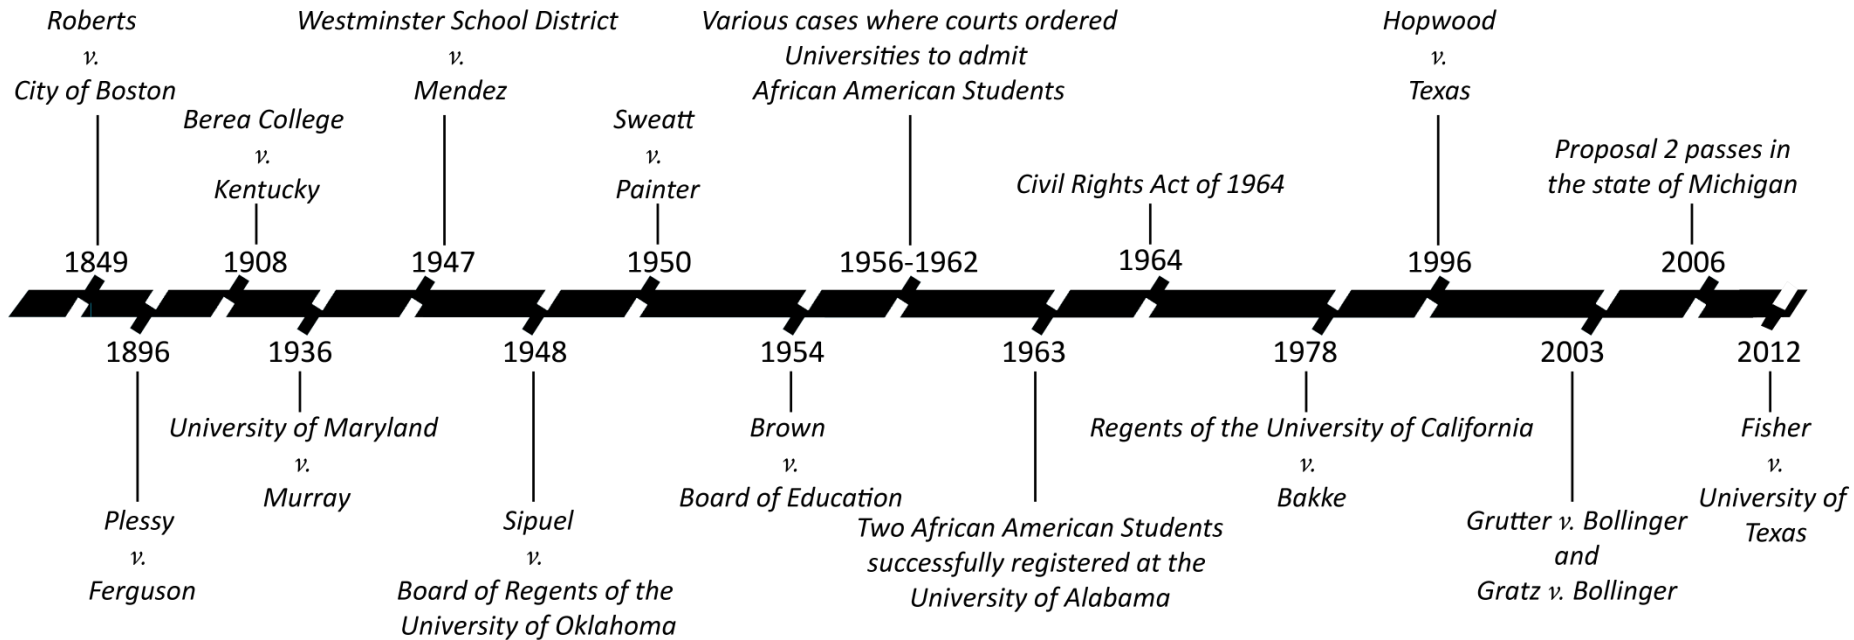 Roberts
v.
City of Boston
1849
Plessy
v.
Ferguson
1896
Berea College
v.
Kentucky
1908
University of Maryland
v.
Murray
1936
Westminster School District
v.
Mendez
1947
Sipuel
v.
Board of Regents of the
University of Oklahoma
1948
Sweatt
v.
Painter
1950
Brown
v.
Board of Education
1954
Various cases where courts ordered
Universities to admit
African American Students
1956-1962
Two African American Students
successfully registered at the
University of Alabama
1963
Civil Rights Act of 1964
1964
Regents of the University of California
v.
Bakke
1978
Hopwood
v.
Texas
1996
Grutter v. Bollinger
and
Gratz v. Bollinger
2003
Proposal 2 passes in
the state of Michigan
2006
Fisher
v.
University of
Texas
2012